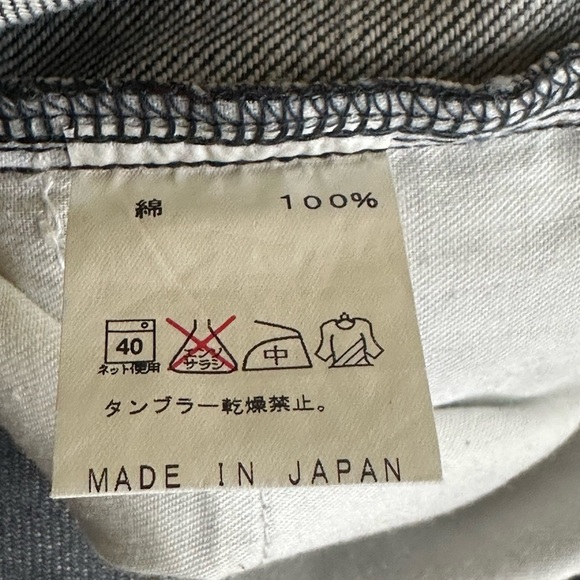 綿 100%
40
ネット使用
エンソ
サラシ
中
タンブラー乾燥禁止。
MADE IN JAPAN